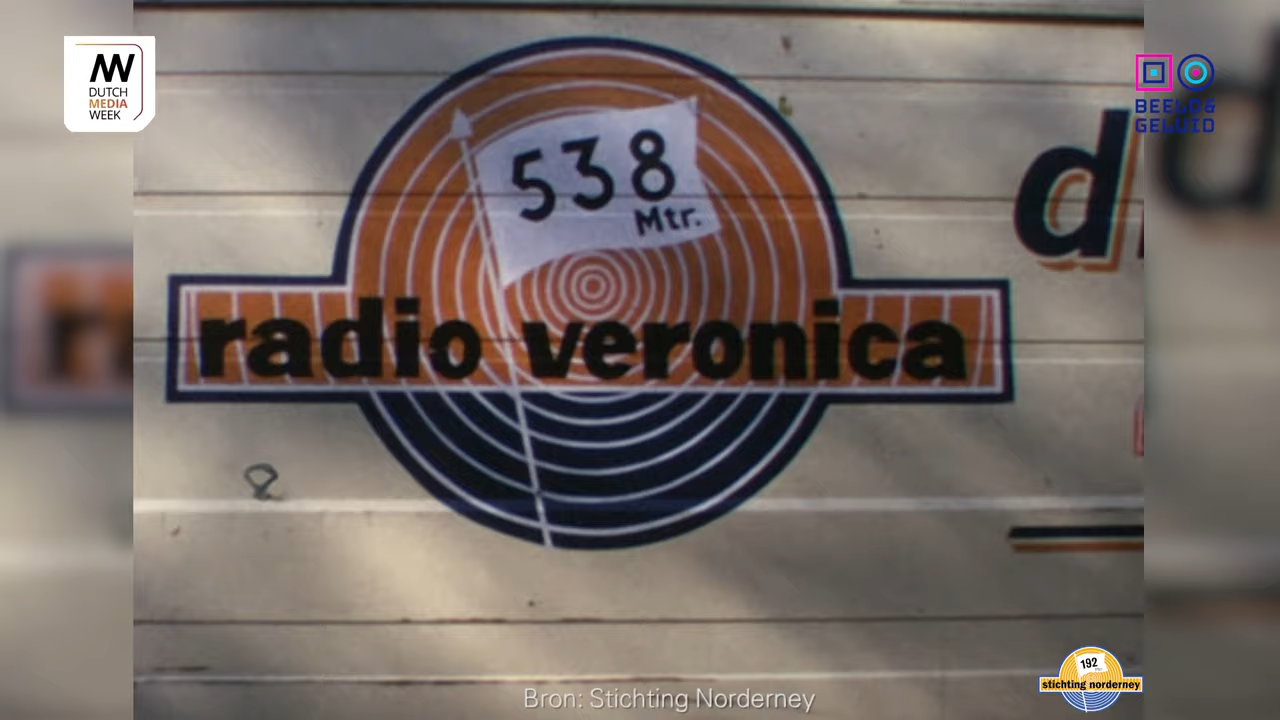 DUTCH
MEDIA
WEEK
BEELD&
GELUID
538
Mtr.
radio veronica
d
192
stichting norderney
Bron: Stichting Norderney